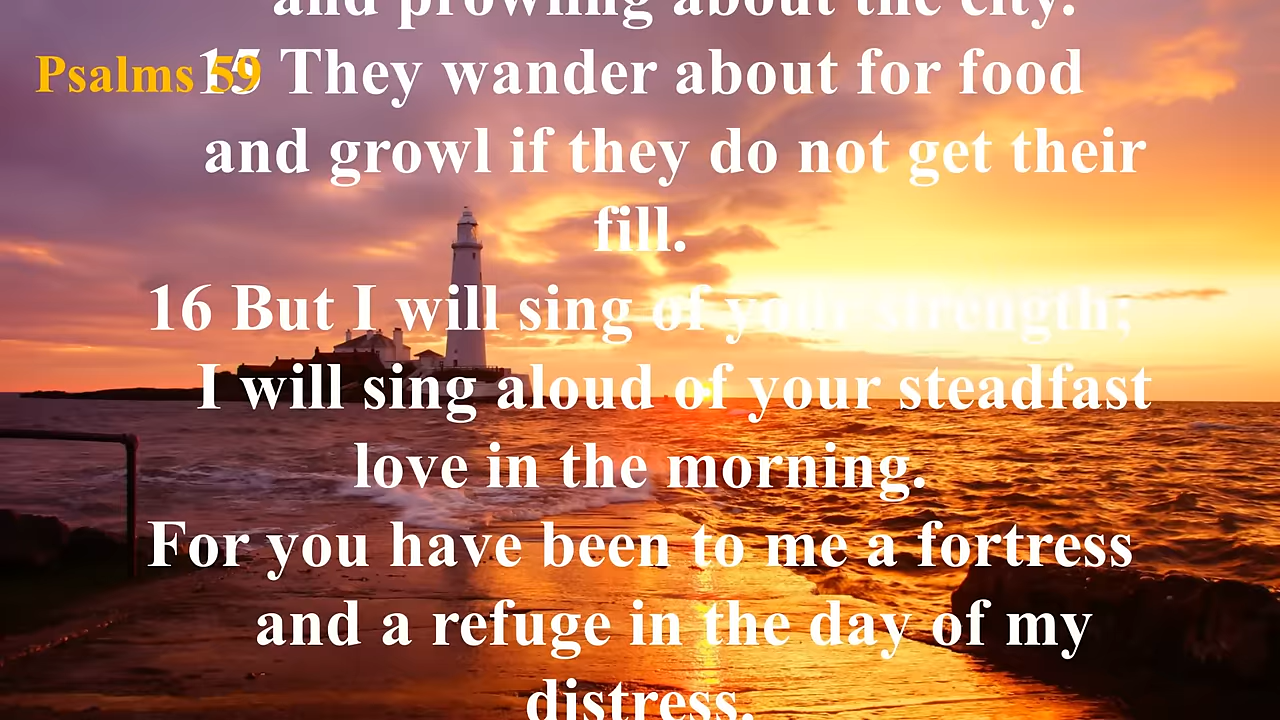 and prowling about the city.
Psalms 59
15 They wander about for food
and growl if they do not get their
fill.
16 But I will sing of your strength;
I will sing aloud of your steadfast
love in the morning.
For you have been to me a fortress
and a refuge in the day of my
distress.